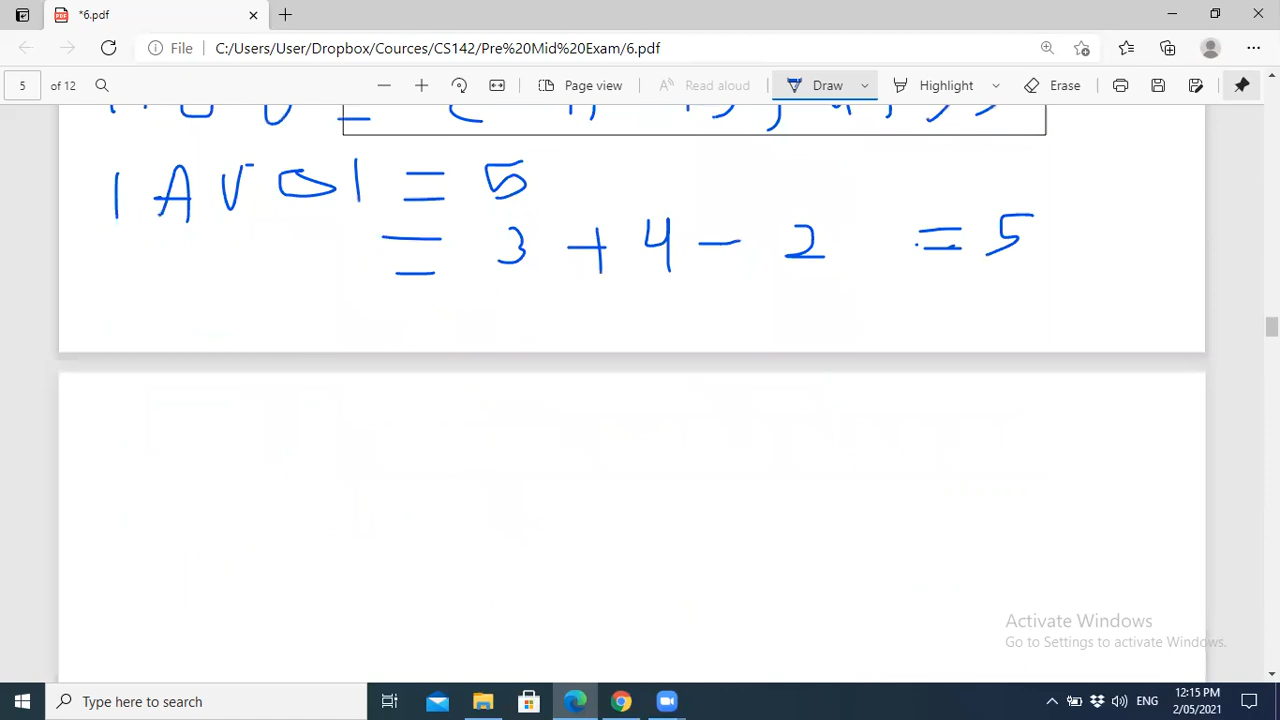 *6.pdf
File C:/Users/User/Dropbox/Cources/CS142/Pre%20Mid%20Exam/6.pdf
5 of 12 Page view Read aloud Draw Highlight Erase
|A ∪ B| = 5
= 3 + 4 - 2 = 5
Activate Windows
Go to Settings to activate Windows.
Type here to search
ENG
12:15 PM
2/05/2021